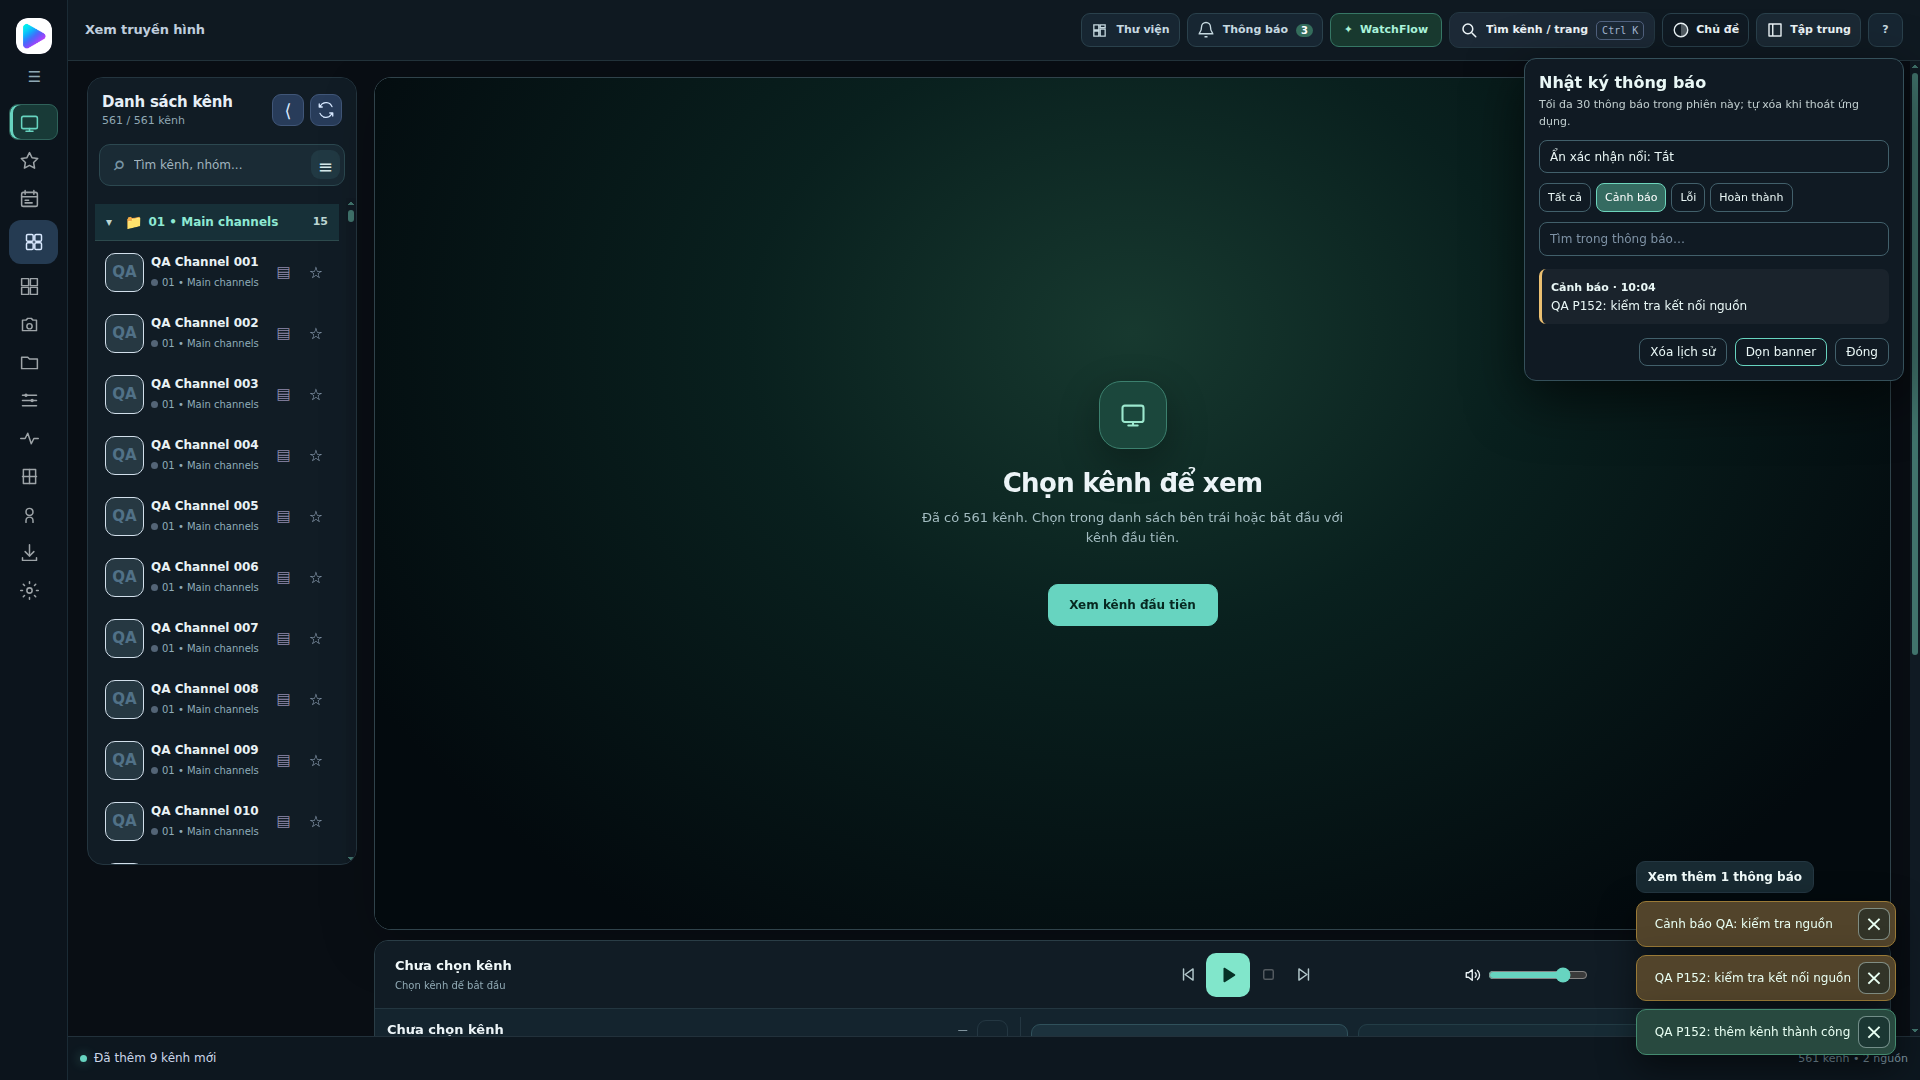 Xem truyền hình
Thư viện
Thông báo 3
WatchFlow
Tìm kênh / trang Ctrl K
Chủ đề
Tập trung
?
Danh sách kênh
561 / 561 kênh
Tìm kênh, nhóm...
01 • Main channels 15
QA QA Channel 001
01 • Main channels
QA QA Channel 002
01 • Main channels
QA QA Channel 003
01 • Main channels
QA QA Channel 004
01 • Main channels
QA QA Channel 005
01 • Main channels
QA QA Channel 006
01 • Main channels
QA QA Channel 007
01 • Main channels
QA QA Channel 008
01 • Main channels
QA QA Channel 009
01 • Main channels
QA QA Channel 010
01 • Main channels
Chọn kênh để xem
Đã có 561 kênh. Chọn trong danh sách bên trái hoặc bắt đầu với
kênh đầu tiên.
Xem kênh đầu tiên
Nhật ký thông báo
Tối đa 30 thông báo trong phiên này; tự xóa khi thoát ứng
dụng.
Ẩn xác nhận nổi: Tắt
Tất cả
Cảnh báo
Lỗi
Hoàn thành
Tìm trong thông báo...
Cảnh báo · 10:04
QA P152: kiểm tra kết nối nguồn
Xóa lịch sử
Dọn banner
Đóng
Chưa chọn kênh
Chọn kênh để bắt đầu
Chưa chọn kênh
Xem thêm 1 thông báo
Cảnh báo QA: kiểm tra nguồn
QA P152: kiểm tra kết nối nguồn
QA P152: thêm kênh thành công
Đã thêm 9 kênh mới
561 kênh • 2 nguồn